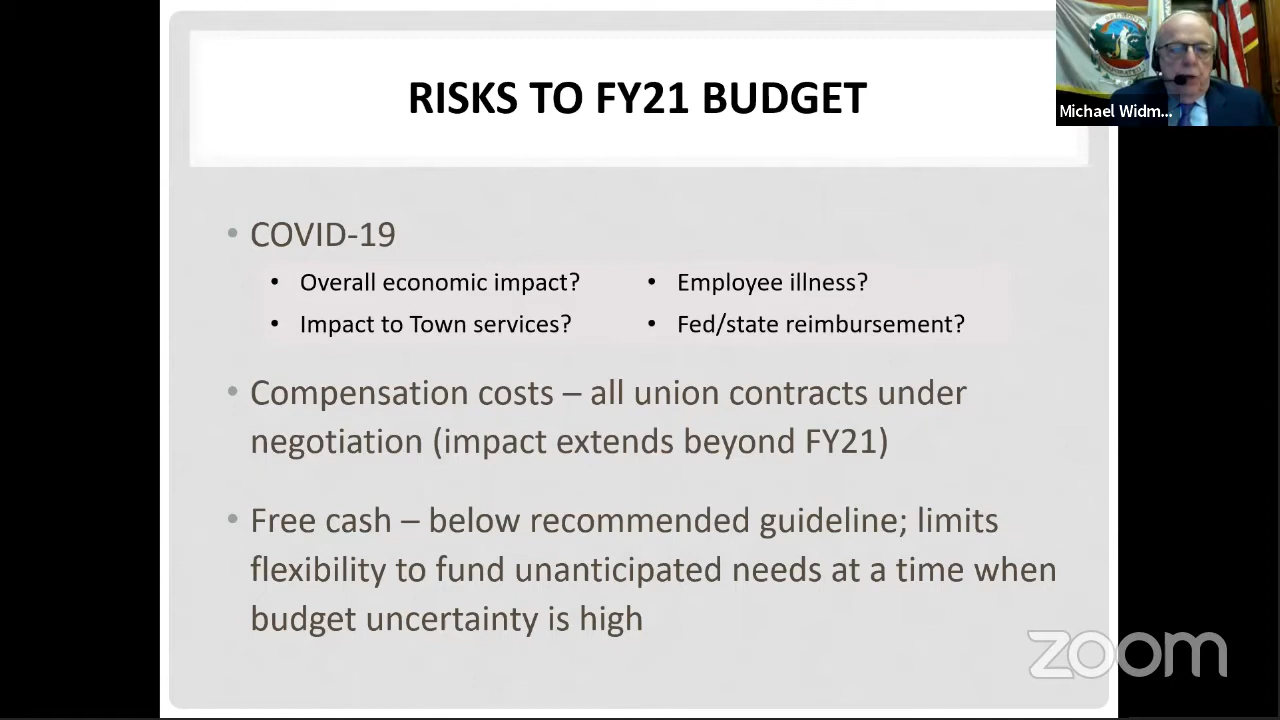 RISKS TO FY21 BUDGET
Michael Widm...
• COVID-19
• Overall economic impact?
• Employee illness?
• Impact to Town services?
• Fed/state reimbursement?
• Compensation costs – all union contracts under
negotiation (impact extends beyond FY21)
• Free cash – below recommended guideline; limits
flexibility to fund unanticipated needs at a time when
budget uncertainty is high
zoom